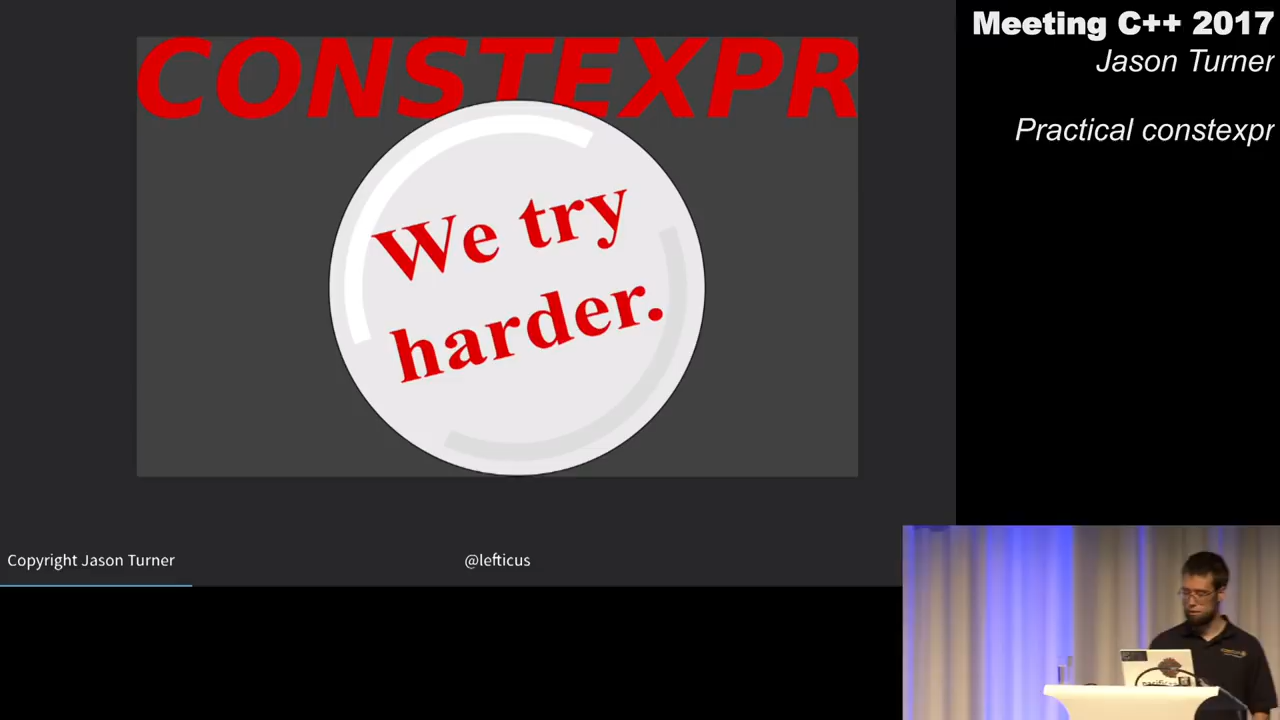 CONSTEXPR
We try
harder.
Copyright Jason Turner
@lefticus
Meeting C++ 2017
Jason Turner
Practical constexpr